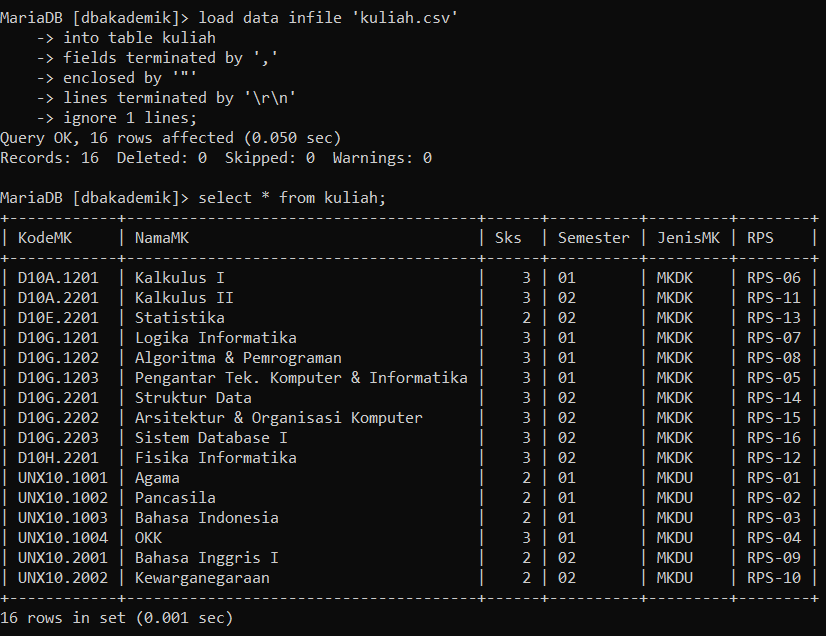 MariaDB [dbakademik]> load data infile 'kuliah.csv'
    -> into table kuliah
    -> fields terminated by ','
    -> enclosed by '"'
    -> lines terminated by '\r\n'
    -> ignore 1 lines;
Query OK, 16 rows affected (0.050 sec)
Records: 16  Deleted: 0  Skipped: 0  Warnings: 0

MariaDB [dbakademik]> select * from kuliah;
+------------+---------------------------------------+------+----------+---------+--------+
| KodeMK     | NamaMK                                | Sks  | Semester | JenisMK | RPS    |
+------------+---------------------------------------+------+----------+---------+--------+
| D10A.1201  | Kalkulus I                            |    3 | 01       | MKDK    | RPS-06 |
| D10A.2201  | Kalkulus II                           |    3 | 02       | MKDK    | RPS-11 |
| D10E.2201  | Statistika                            |    2 | 02       | MKDK    | RPS-13 |
| D10G.1201  | Logika Informatika                    |    3 | 01       | MKDK    | RPS-07 |
| D10G.1202  | Algoritma & Pemrograman               |    3 | 01       | MKDK    | RPS-08 |
| D10G.1203  | Pengantar Tek. Komputer & Informatika |    3 | 01       | MKDK    | RPS-05 |
| D10G.2201  | Struktur Data                         |    3 | 02       | MKDK    | RPS-14 |
| D10G.2202  | Arsitektur & Organisasi Komputer      |    3 | 02       | MKDK    | RPS-15 |
| D10G.2203  | Sistem Database I                     |    3 | 02       | MKDK    | RPS-16 |
| D10H.2201  | Fisika Informatika                    |    3 | 02       | MKDK    | RPS-12 |
| UNX10.1001 | Agama                                 |    2 | 01       | MKDU    | RPS-01 |
| UNX10.1002 | Pancasila                             |    2 | 01       | MKDU    | RPS-02 |
| UNX10.1003 | Bahasa Indonesia                      |    2 | 01       | MKDU    | RPS-03 |
| UNX10.1004 | OKK                                   |    3 | 01       | MKDU    | RPS-04 |
| UNX10.2001 | Bahasa Inggris I                      |    2 | 02       | MKDU    | RPS-09 |
| UNX10.2002 | Kewarganegaraan                       |    2 | 02       | MKDU    | RPS-10 |
+------------+---------------------------------------+------+----------+---------+--------+
16 rows in set (0.001 sec)